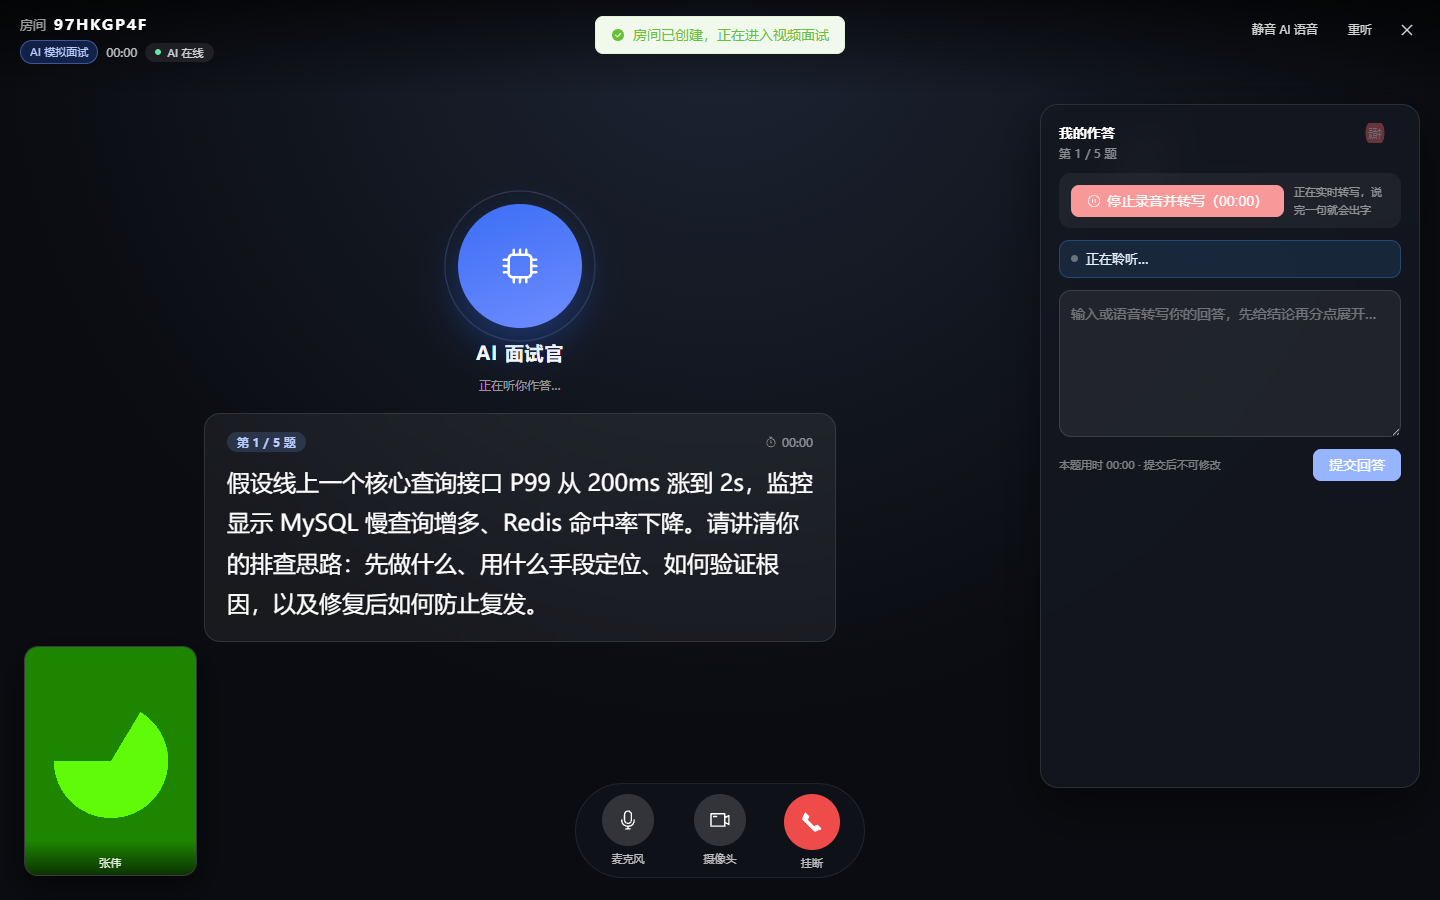 房间 97HKGP4F
AI 模拟面试 00:00 AI 在线
房间已创建，正在进入视频面试
静音 AI 语音 重听
AI 面试官
正在听你作答...
第 1 / 5 题 00:00
假设线上一个核心查询接口 P99 从 200ms 涨到 2s，监控
显示 MySQL 慢查询增多、Redis 命中率下降。请讲清你
的排查思路：先做什么、用什么手段定位、如何验证根
因，以及修复后如何防止复发。
我的作答
第 1 / 5 题
停止录音并转写（00:00）
正在实时转写，说
完一句就会出字
正在聆听...
输入或语音转写你的回答，先给结论再分点展开...
本题用时 00:00 · 提交后不可修改
提交回答
张伟
麦克风 摄像头 挂断